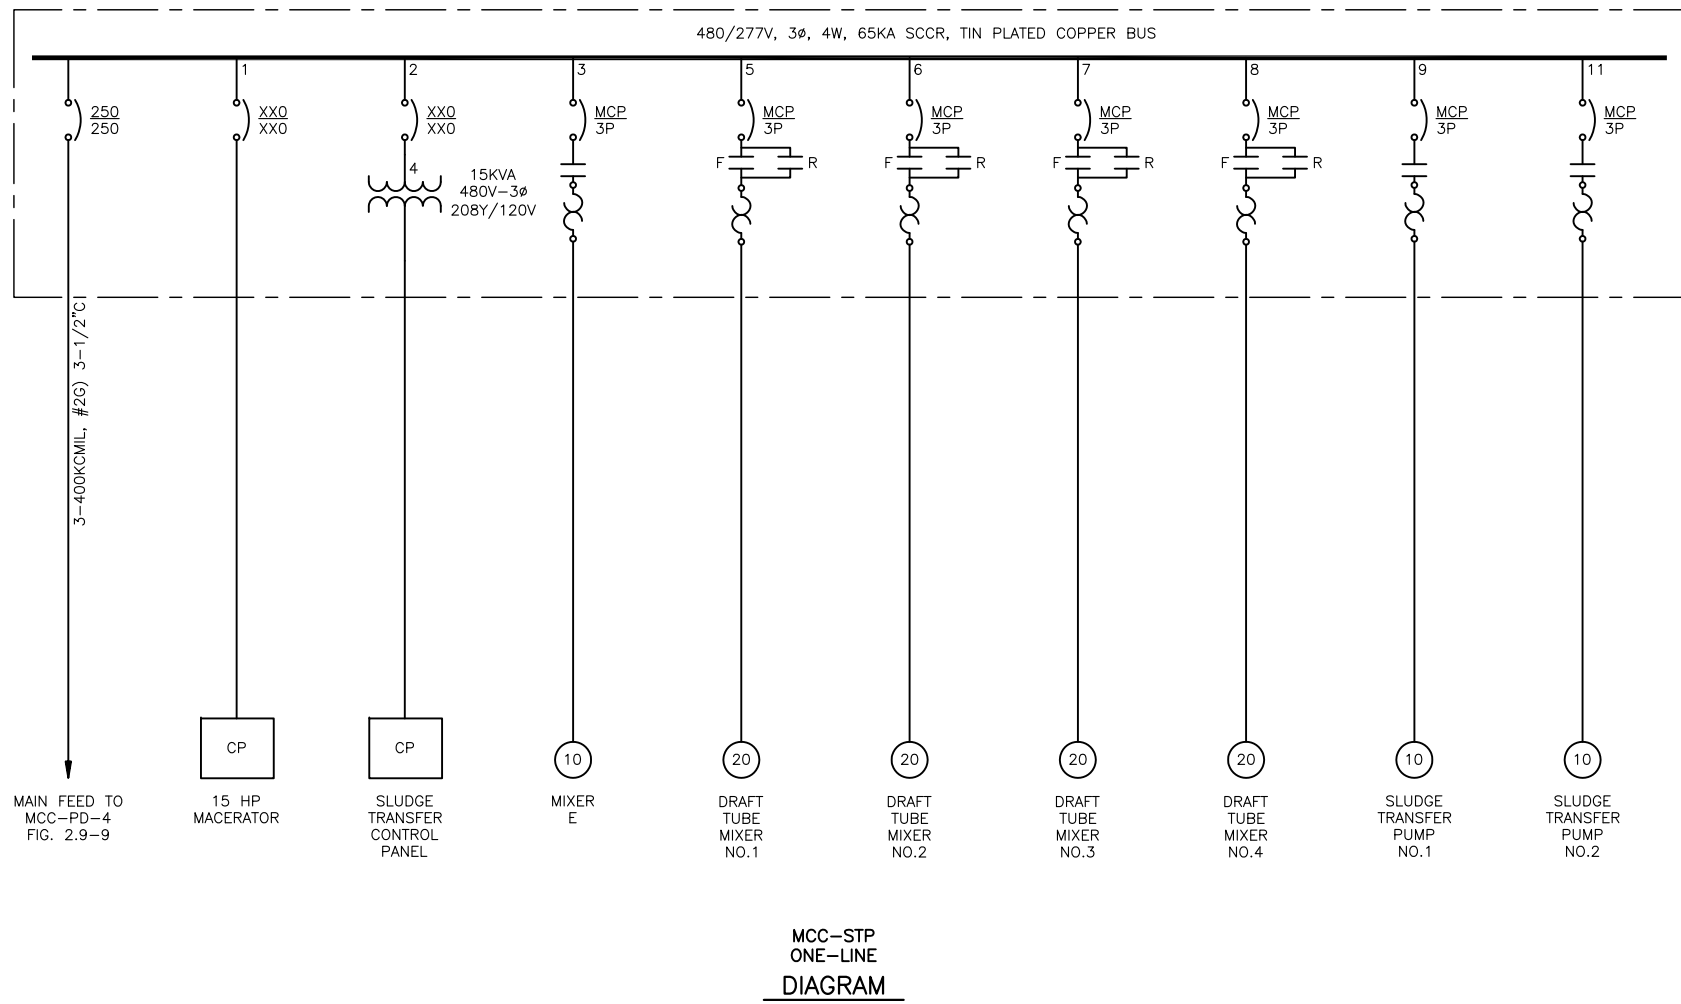 480/277V, 3ø, 4W, 65KA SCCR, TIN PLATED COPPER BUS
1
2
3
5
6
7
8
9
11
250
250
XX0
XX0
XX0
XX0
MCP
3P
MCP
3P
MCP
3P
MCP
3P
MCP
3P
MCP
3P
MCP
3P
4
15KVA
480V-3ø
208Y/120V
F
R
F
R
F
R
F
R
3-400KCMIL, #2G) 3-1/2"C
CP
CP
10
20
20
20
20
10
10
MAIN FEED TO
MCC-PD-4
FIG. 2.9-9
15 HP
MACERATOR
SLUDGE
TRANSFER
CONTROL
PANEL
MIXER
E
DRAFT
TUBE
MIXER
NO.1
DRAFT
TUBE
MIXER
NO.2
DRAFT
TUBE
MIXER
NO.3
DRAFT
TUBE
MIXER
NO.4
SLUDGE
TRANSFER
PUMP
NO.1
SLUDGE
TRANSFER
PUMP
NO.2
MCC-STP
ONE-LINE
DIAGRAM